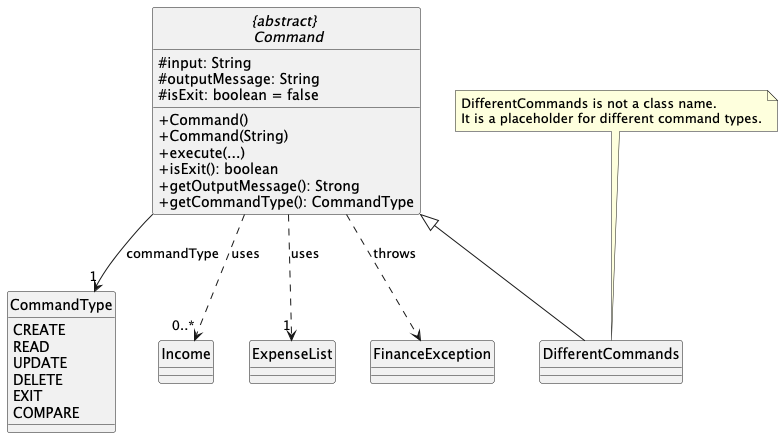 {abstract}
Command
#input: String
#outputMessage: String
#isExit: boolean = false
+Command()
+Command(String)
+execute(...)
+isExit(): boolean
+getOutputMessage(): Strong
+getCommandType(): CommandType
DifferentCommands is not a class name.
It is a placeholder for different command types.
commandType
uses
uses
throws
1
0..*
1
CommandType
CREATE
READ
UPDATE
DELETE
EXIT
COMPARE
Income
ExpenseList
FinanceException
DifferentCommands